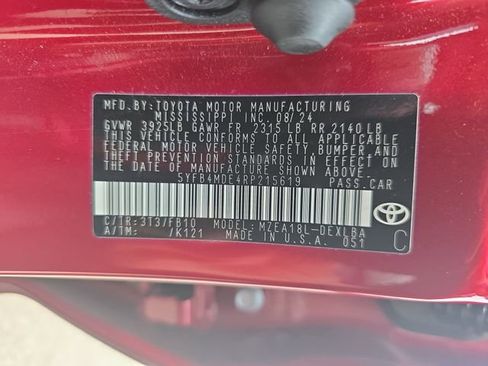 MFD.BY:TOYOTA MOTOR MANUFACTURING
MISSISSIPPI INC. 08/24
GVWR 3925LB GAWR FR 2315 LB RR 2140 LB
THIS VEHICLE CONFORMS TO ALL APPLICABLE
FEDERAL MOTOR VEHICLE SAFETY, BUMPER, AND
THEFT PREVENTION STANDARDS IN EFFECT ON
THE DATE OF MANUFACTURE SHOWN ABOVE.
5YFB4MDE4RP215619 PASS.CAR
C/TR:3T3/FB10 MODEL:MZEA18L-DEXLBA
A/TM: /K121 MADE IN U.S.A. 051
C